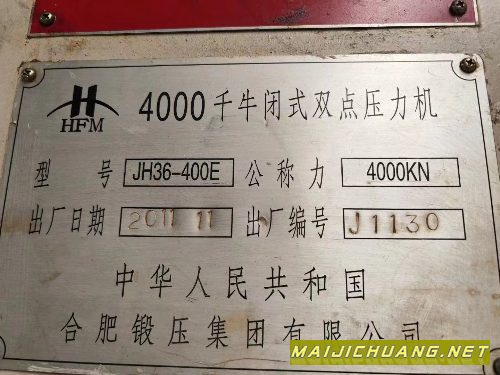 HFM
4000千牛闭式双点压力机
型 号 JH36-400E 公称力 4000KN
出厂日期 2011 11 出厂编号 J1130
中华人民共和国
合肥锻压集团有限公司
MAIJICHUANG.NET